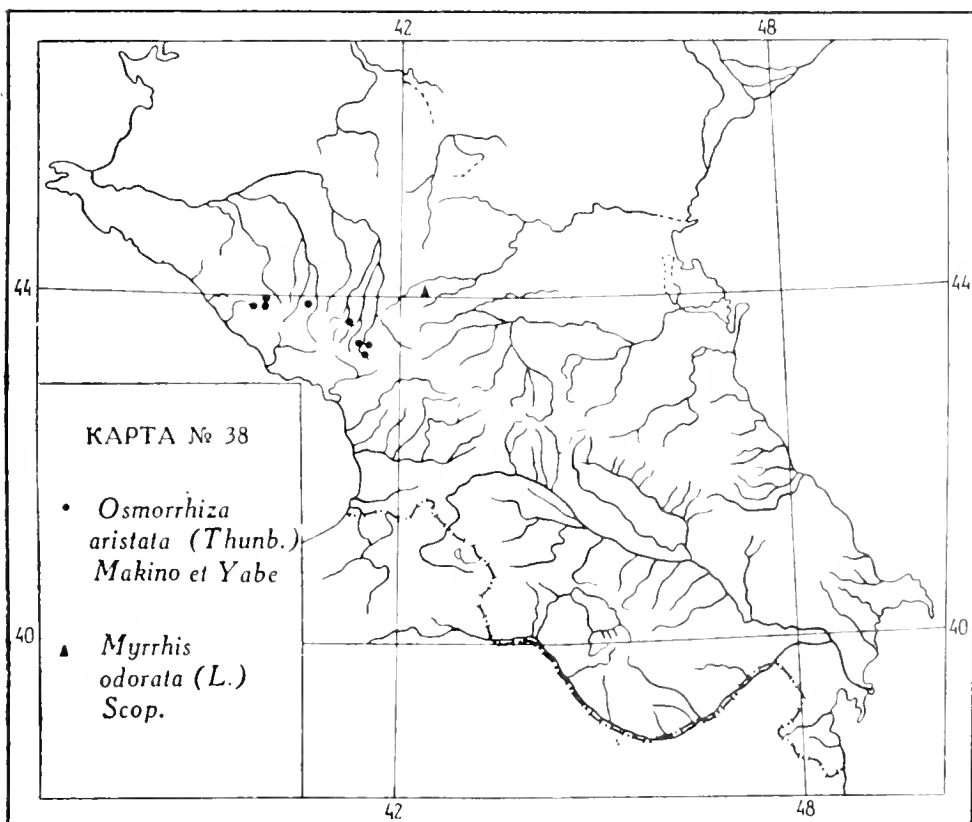 42 48
44 44
КАРТА № 38
Osmorrhiza
aristata (Thunb.)
Makino et Yabe
40 40
Myrrhis
odorata (L.)
Scop.
42 48